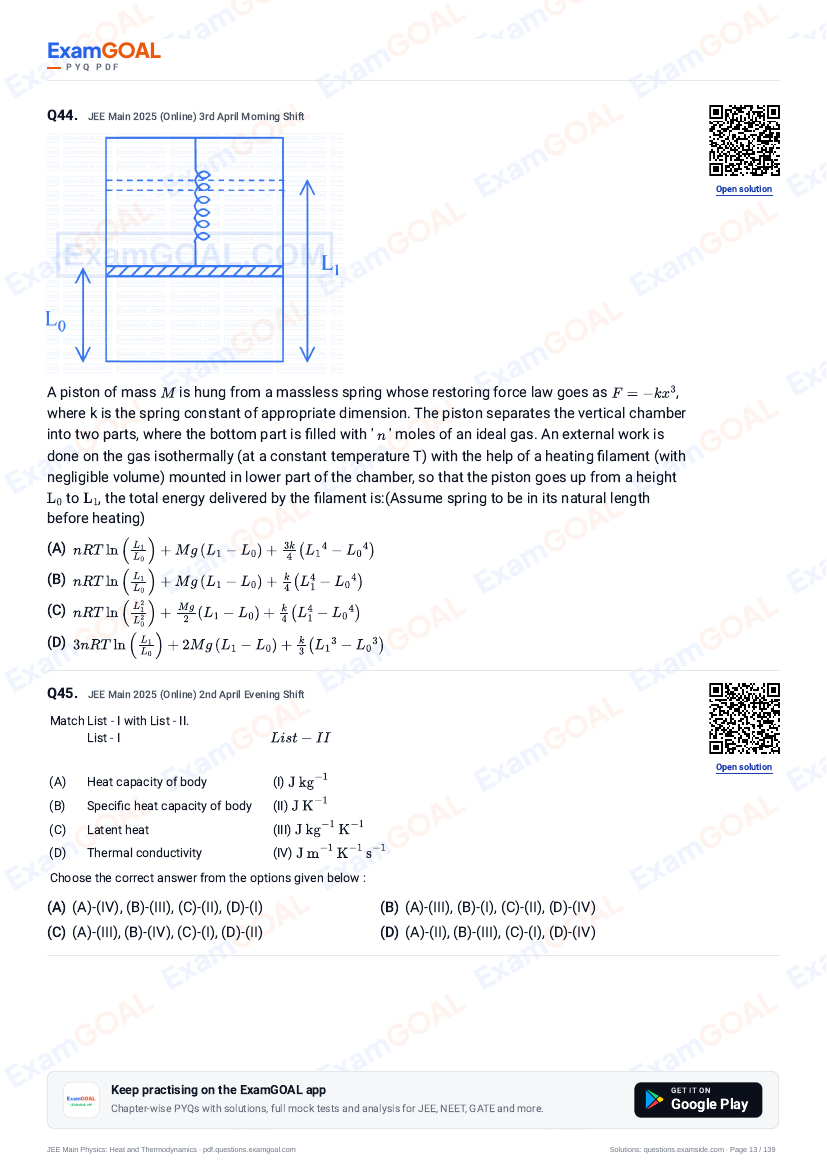 ExamGOAL
PYQ PDF
Q44. JEE Main 2025 (Online) 3rd April Morning Shift
Open solution
ExamGOAL.COM
L₁
L₀
A piston of mass M is hung from a massless spring whose restoring force law goes as F = −kx³,
where k is the spring constant of appropriate dimension. The piston separates the vertical chamber
into two parts, where the bottom part is filled with ' n ' moles of an ideal gas. An external work is
done on the gas isothermally (at a constant temperature T) with the help of a heating filament (with
negligible volume) mounted in lower part of the chamber, so that the piston goes up from a height
L₀ to L₁, the total energy delivered by the filament is:(Assume spring to be in its natural length
before heating)
(A) nRT ln (L₁/L₀) + Mg (L₁ − L₀) + 3k/4 (L₁⁴ − L₀⁴)
(B) nRT ln (L₁/L₀) + Mg (L₁ − L₀) + k/4 (L₁⁴ − L₀⁴)
(C) nRT ln (L₁²/L₀²) + Mg/2 (L₁ − L₀) + k/4 (L₁⁴ − L₀⁴)
(D) 3nRT ln (L₁/L₀) + 2Mg (L₁ − L₀) + k/3 (L₁³ − L₀³)
Q45. JEE Main 2025 (Online) 2nd April Evening Shift
Open solution
Match List - I with List - II.
List - I List − II
(A) Heat capacity of body (I) J kg⁻¹
(B) Specific heat capacity of body (II) J K⁻¹
(C) Latent heat (III) J kg⁻¹ K⁻¹
(D) Thermal conductivity (IV) J m⁻¹ K⁻¹ s⁻¹
Choose the correct answer from the options given below :
(A) (A)-(IV), (B)-(III), (C)-(II), (D)-(I) (B) (A)-(III), (B)-(I), (C)-(II), (D)-(IV)
(C) (A)-(III), (B)-(IV), (C)-(I), (D)-(II) (D) (A)-(II), (B)-(III), (C)-(I), (D)-(IV)
ExamGOAL
Keep practising on the ExamGOAL app
Chapter-wise PYQs with solutions, full mock tests and analysis for JEE, NEET, GATE and more.
GET IT ON
Google Play
JEE Main Physics: Heat and Thermodynamics · pdf.questions.examgoal.com Solutions: questions.examside.com · Page 13 / 139